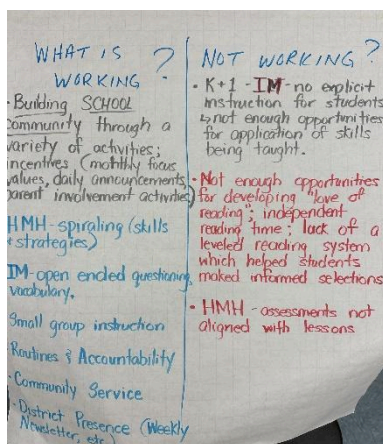 WHAT IS
WORKING ?
· Building SCHOOL
community through a
variety of activities;
incentives (mothly focus
values, daily announcements,
parent involvement activities)
HMH-spiraling (skills
+ strategies)
IM-open ended questioning,
vocabulary.
Small group instruction
· Routines & Accountability
· Community Service
· District Presence (Weekly
Newsletter, etc.)
NOT WORKING ?
· K+1 - IM - no explicit
instruction for students
↳ not enough opportunities
for application of skills
being taught.
· Not enough opportunities
for developing "love of
reading"; independent
reading time; lack of a
leveled reading system
which helped students
maked informed selections
· HMH - assessments not
aligned with lessons